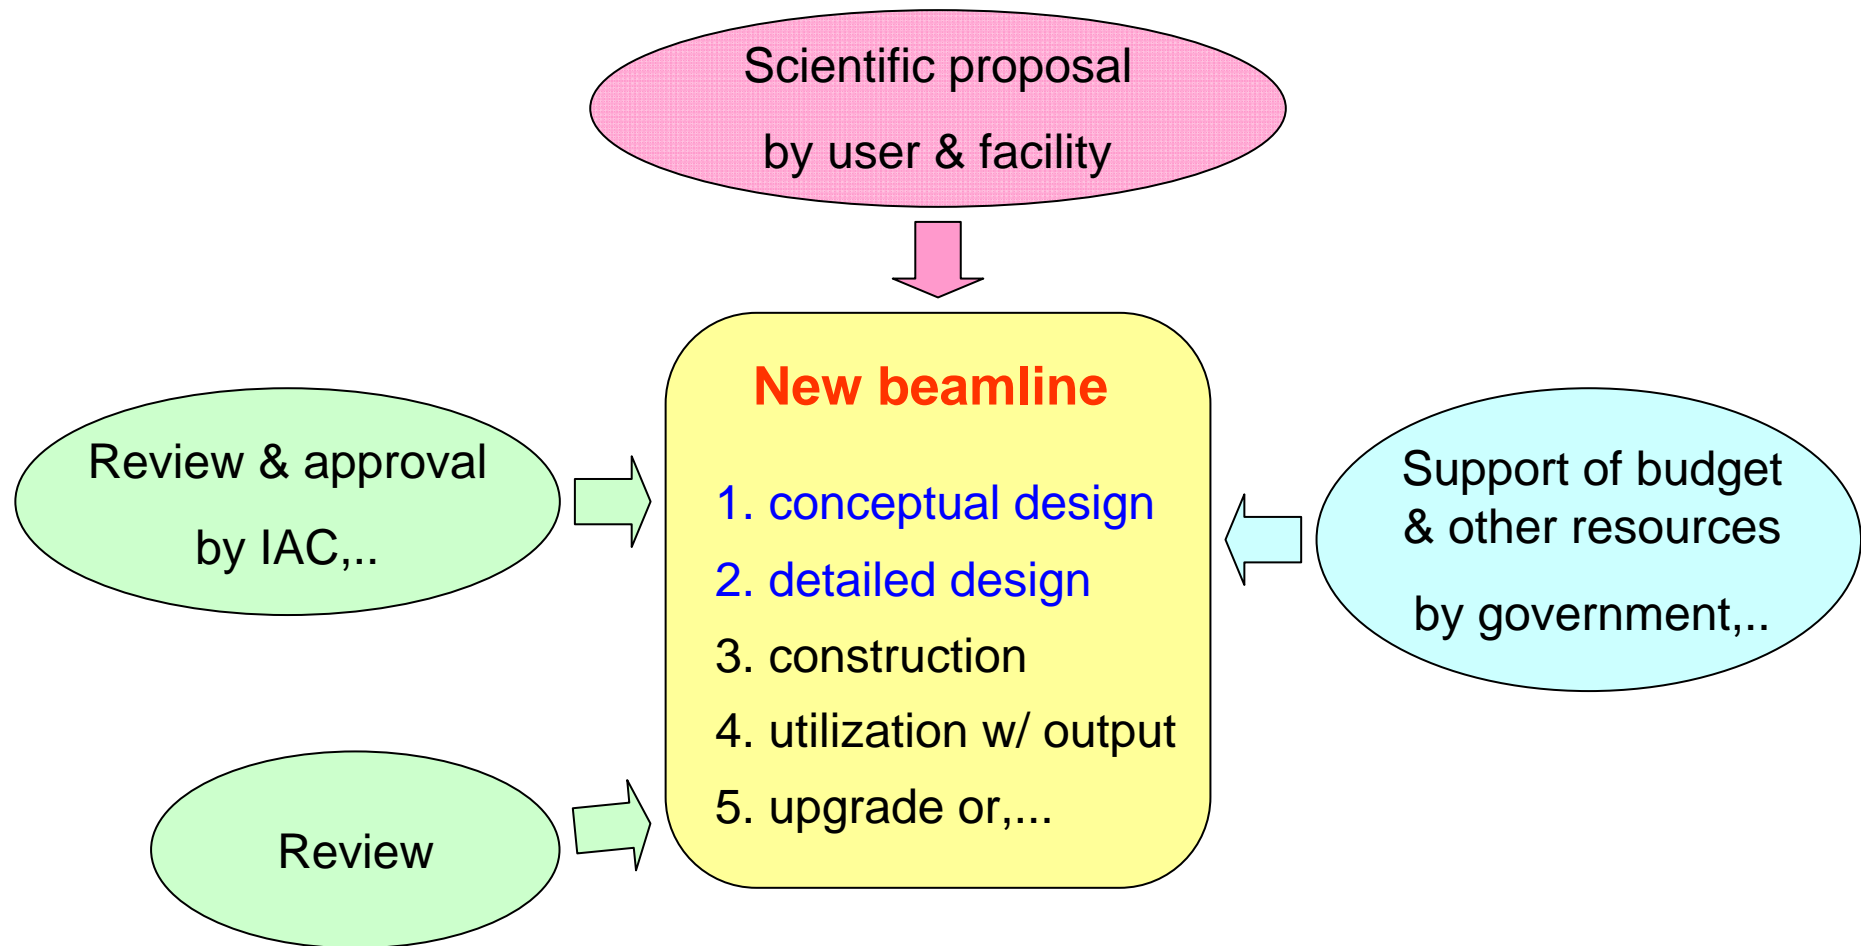 Scientific proposal
by user & facility
New beamline
1. conceptual design
2. detailed design
3. construction
4. utilization w/ output
5. upgrade or,...
Review & approval
by IAC,..
Support of budget
& other resources
by government,..
Review